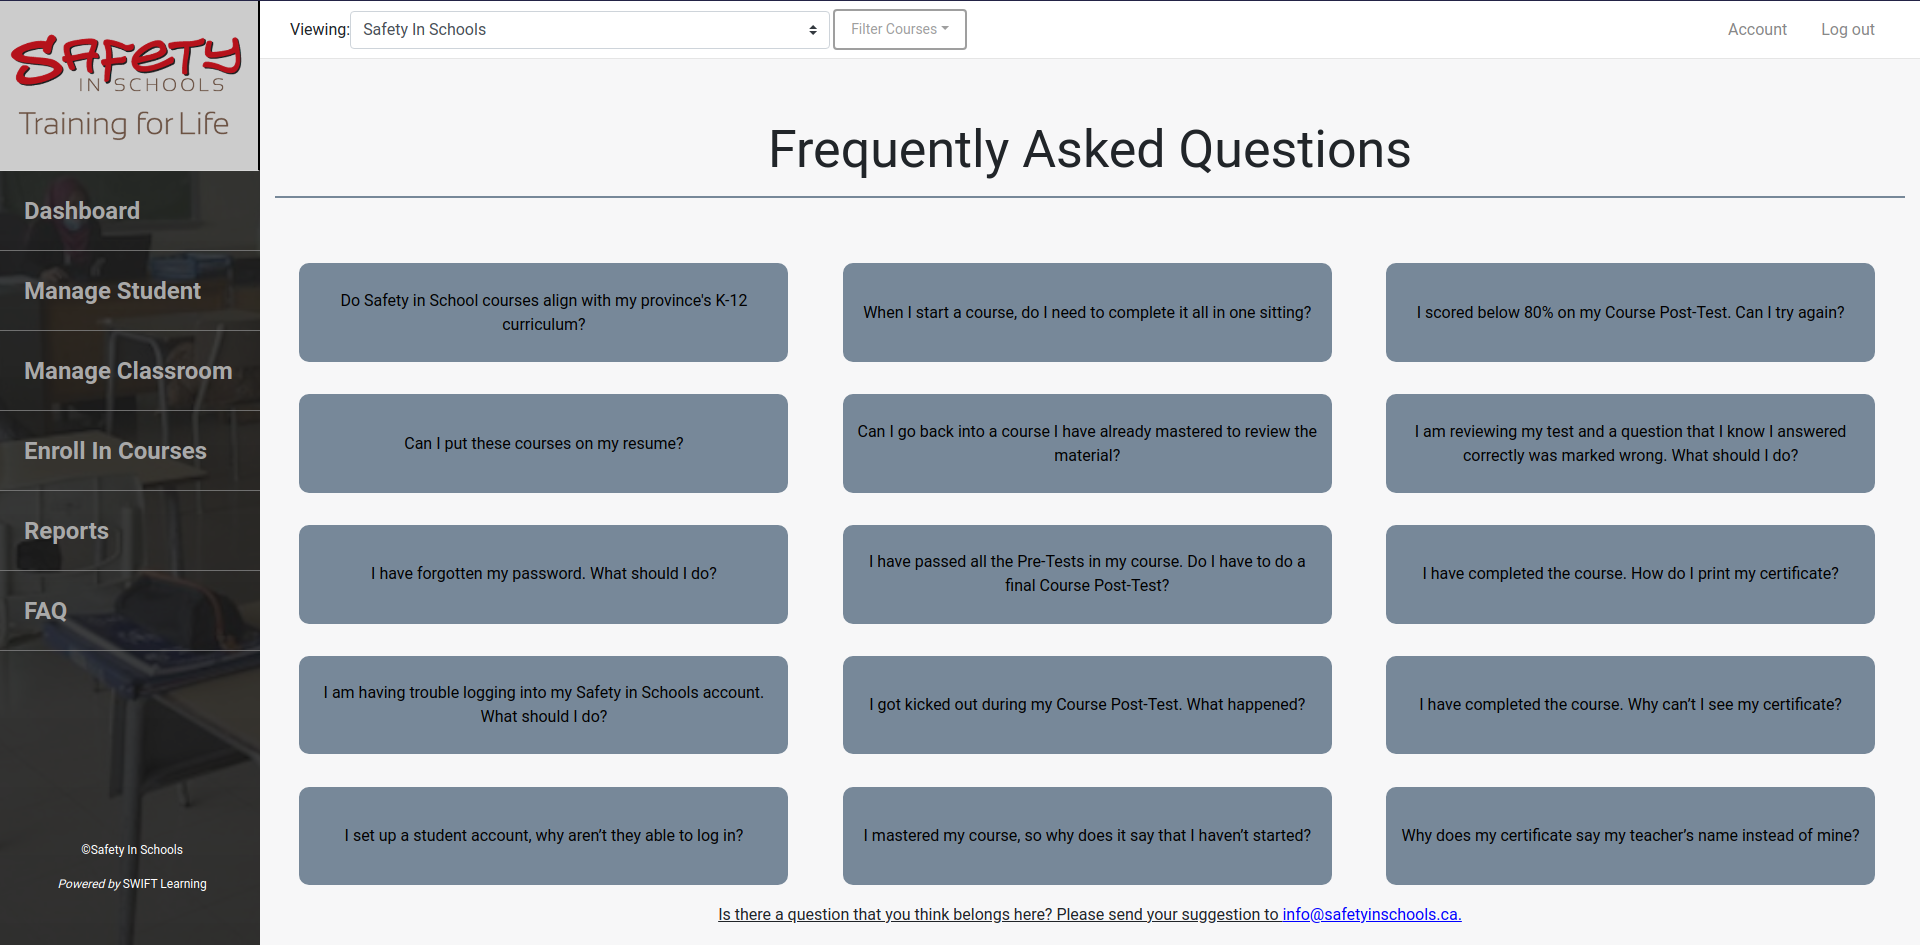 SAFETY
IN SCHOOLS
Training for Life
Viewing:
Safety In Schools
Filter Courses
Account
Log out
Dashboard
Manage Student
Manage Classroom
Enroll In Courses
Reports
FAQ
©Safety In Schools
Powered by SWIFT Learning
Frequently Asked Questions
Do Safety in School courses align with my province's K-12
curriculum?
When I start a course, do I need to complete it all in one sitting?
I scored below 80% on my Course Post-Test. Can I try again?
Can I put these courses on my resume?
Can I go back into a course I have already mastered to review the
material?
I am reviewing my test and a question that I know I answered
correctly was marked wrong. What should I do?
I have forgotten my password. What should I do?
I have passed all the Pre-Tests in my course. Do I have to do a
final Course Post-Test?
I have completed the course. How do I print my certificate?
I am having trouble logging into my Safety in Schools account.
What should I do?
I got kicked out during my Course Post-Test. What happened?
I have completed the course. Why can’t I see my certificate?
I set up a student account, why aren’t they able to log in?
I mastered my course, so why does it say that I haven’t started?
Why does my certificate say my teacher’s name instead of mine?
Is there a question that you think belongs here? Please send your suggestion to info@safetyinschools.ca.